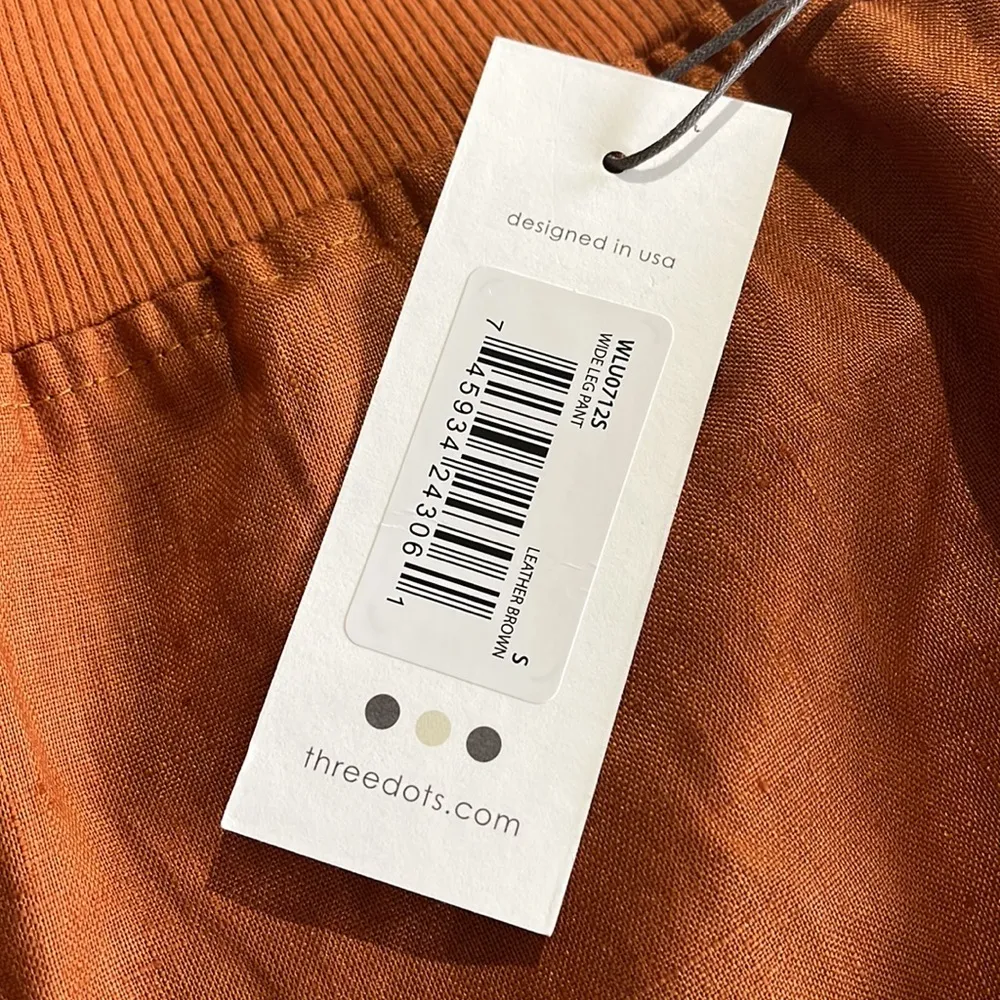 designed in usa
WLU0712S
WIDE LEG PANT
S
LEATHER BROWN
7 45934 24306 1
threedots.com